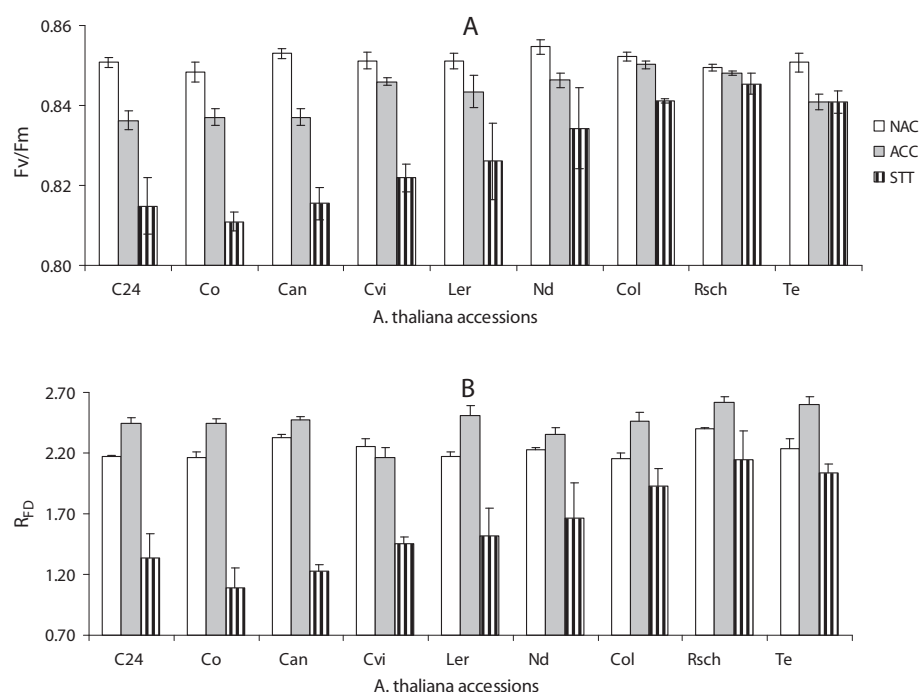 A
0.86
0.84
0.82
0.80
Fv/Fm
NAC
ACC
STT
C24 Co Can Cvi Ler Nd Col Rsch Te
A. thaliana accessions
B
2.70
2.20
1.70
1.20
0.70
RFD
C24 Co Can Cvi Ler Nd Col Rsch Te
A. thaliana accessions